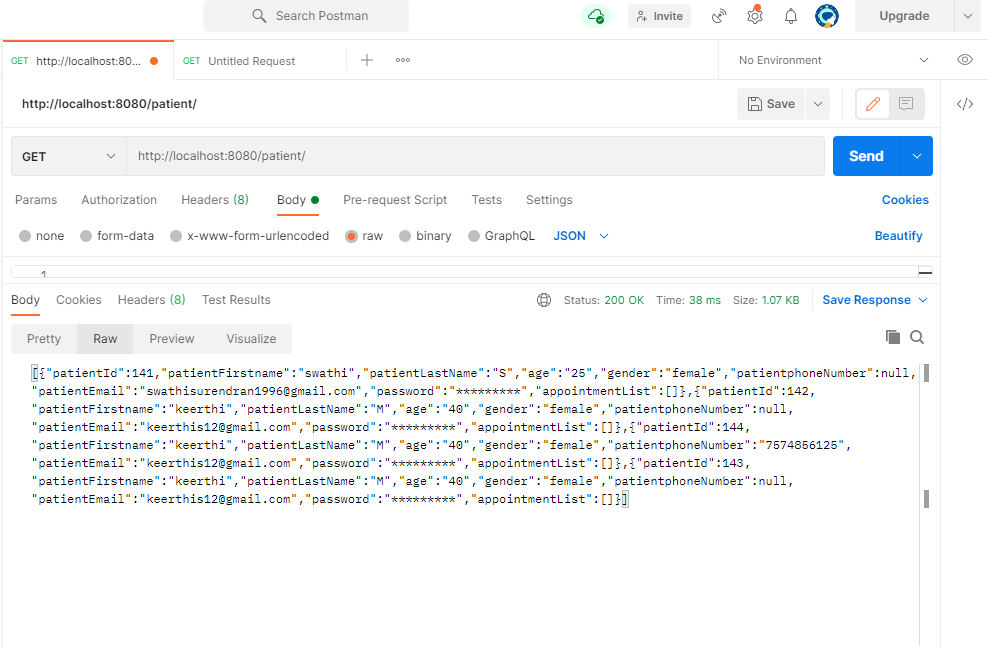 Search Postman
Invite
Upgrade
GET http://localhost:80...
GET Untitled Request
No Environment
http://localhost:8080/patient/
Save
GET
http://localhost:8080/patient/
Send
Params Authorization Headers (8) Body Pre-request Script Tests Settings
Cookies
none form-data x-www-form-urlencoded raw binary GraphQL JSON
Beautify
1
Body Cookies Headers (8) Test Results
Status: 200 OK Time: 38 ms Size: 1.07 KB
Save Response
Pretty Raw Preview Visualize
[{"patientId":141,"patientFirstname":"swathi","patientLastName":"S","age":"25","gender":"female","patientphoneNumber":null,
"patientEmail":"swathisurendran1996@gmail.com","password":"*********","appointmentList":[]},{"patientId":142,
"patientFirstname":"keerthi","patientLastName":"M","age":"40","gender":"female","patientphoneNumber":null,
"patientEmail":"keerthis12@gmail.com","password":"*********","appointmentList":[]},{"patientId":144,
"patientFirstname":"keerthi","patientLastName":"M","age":"40","gender":"female","patientphoneNumber":"7574856125",
"patientEmail":"keerthis12@gmail.com","password":"*********","appointmentList":[]},{"patientId":143,
"patientFirstname":"keerthi","patientLastName":"M","age":"40","gender":"female","patientphoneNumber":null,
"patientEmail":"keerthis12@gmail.com","password":"*********","appointmentList":[]}]